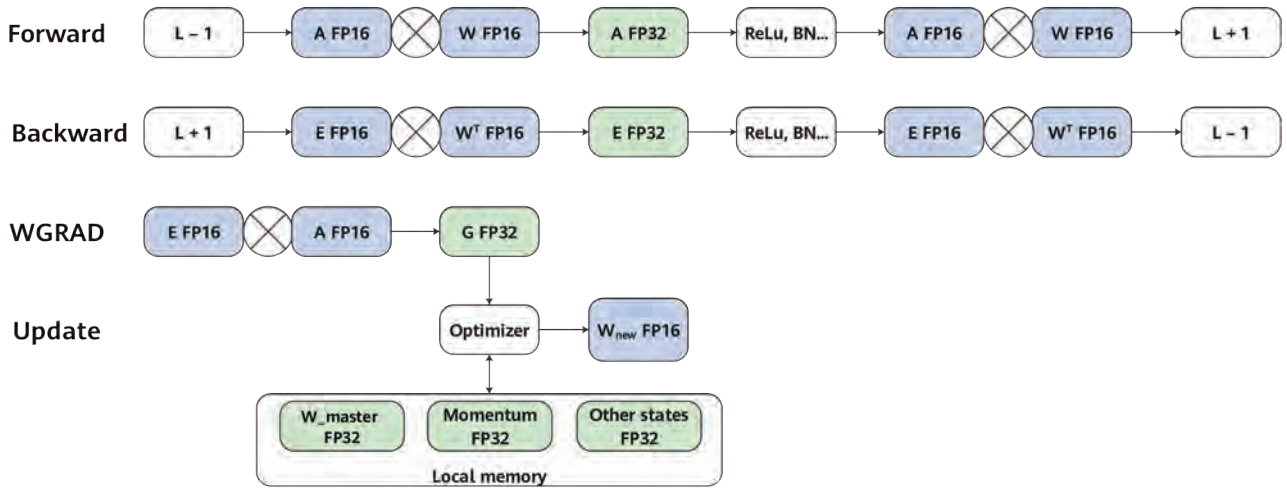 Forward
L – 1
A FP16
W FP16
A FP32
ReLu, BN...
A FP16
W FP16
L + 1
Backward
L + 1
E FP16
Wᵀ FP16
E FP32
ReLu, BN...
E FP16
Wᵀ FP16
L – 1
WGRAD
E FP16
A FP16
G FP32
Update
Optimizer
Wnew FP16
W_master
FP32
Momentum
FP32
Other states
FP32
Local memory